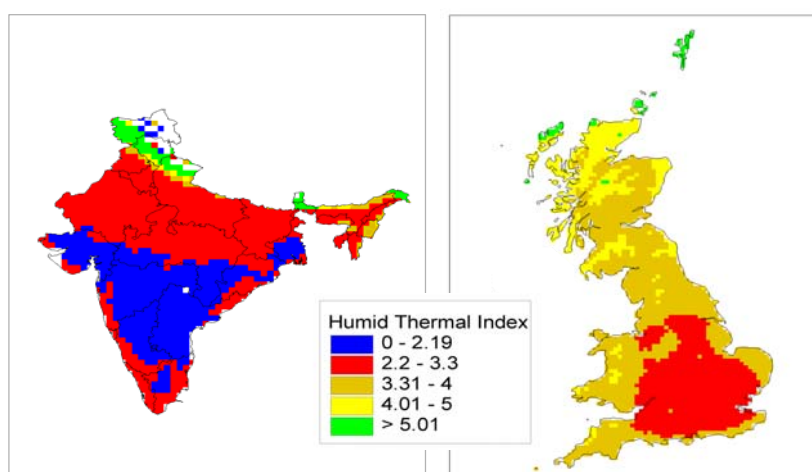 Humid Thermal Index
0 - 2.19
2.2 - 3.3
3.31 - 4
4.01 - 5
> 5.01